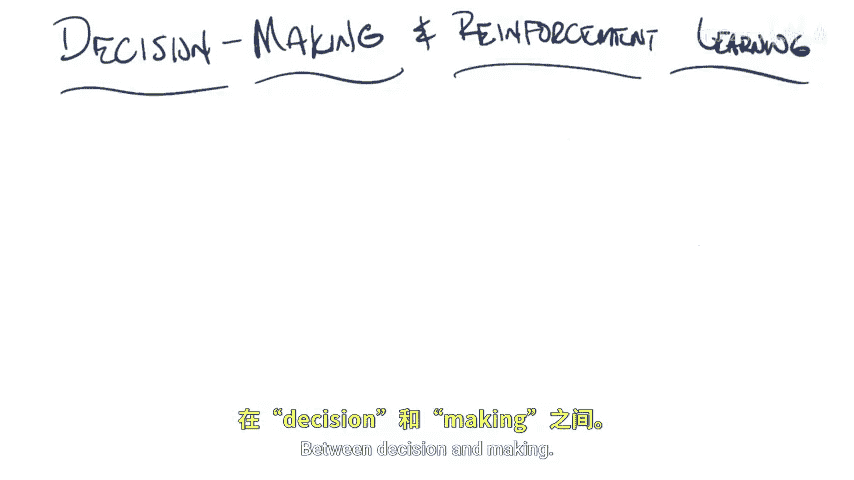 DECISION-MAKING & REINFORCEMENT LEARNING
在“decision”和“making”之间。
Between decision and making.